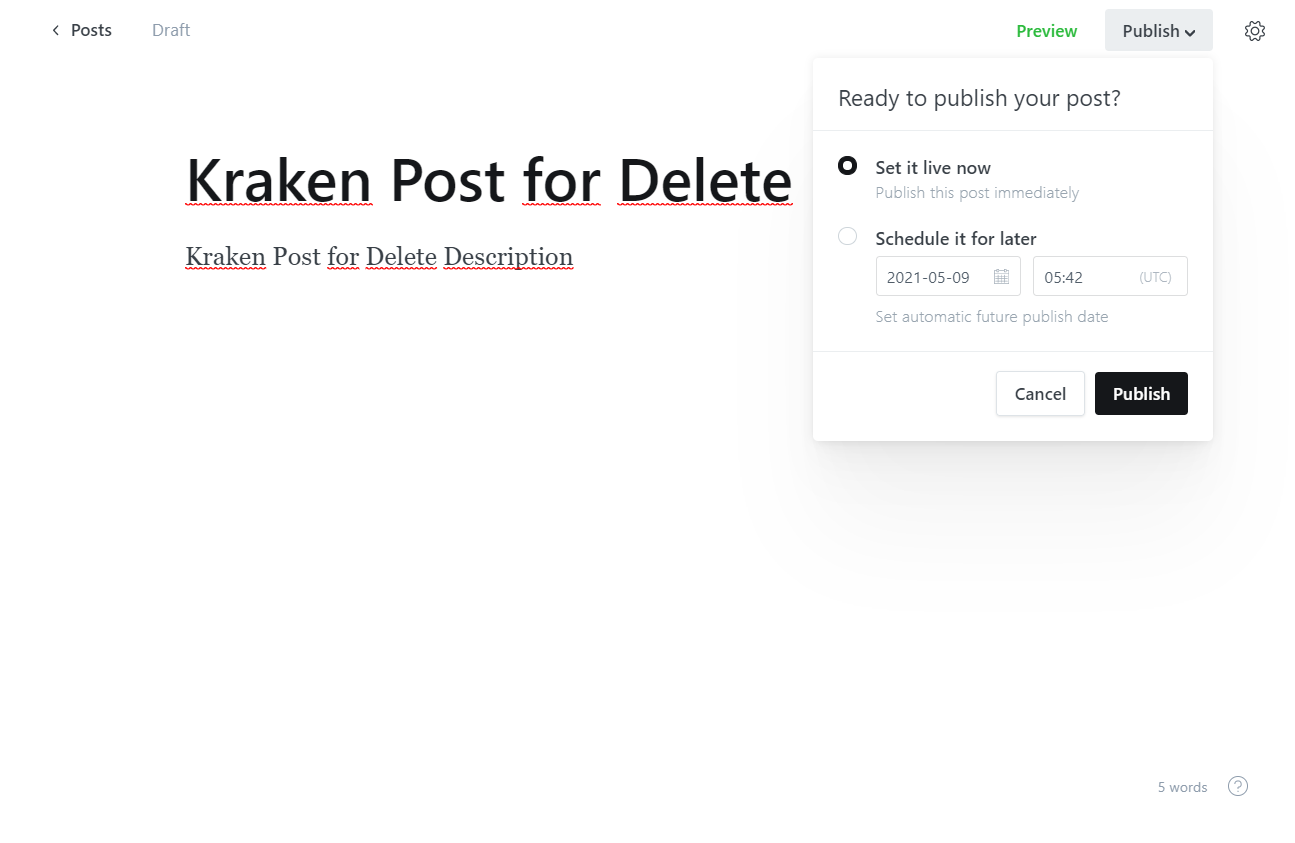 Posts Draft Preview Publish
Ready to publish your post?
Kraken Post for Delete
Kraken Post for Delete Description
Set it live now
Publish this post immediately
Schedule it for later
2021-05-09 05:42 (UTC)
Set automatic future publish date
Cancel Publish
5 words ?